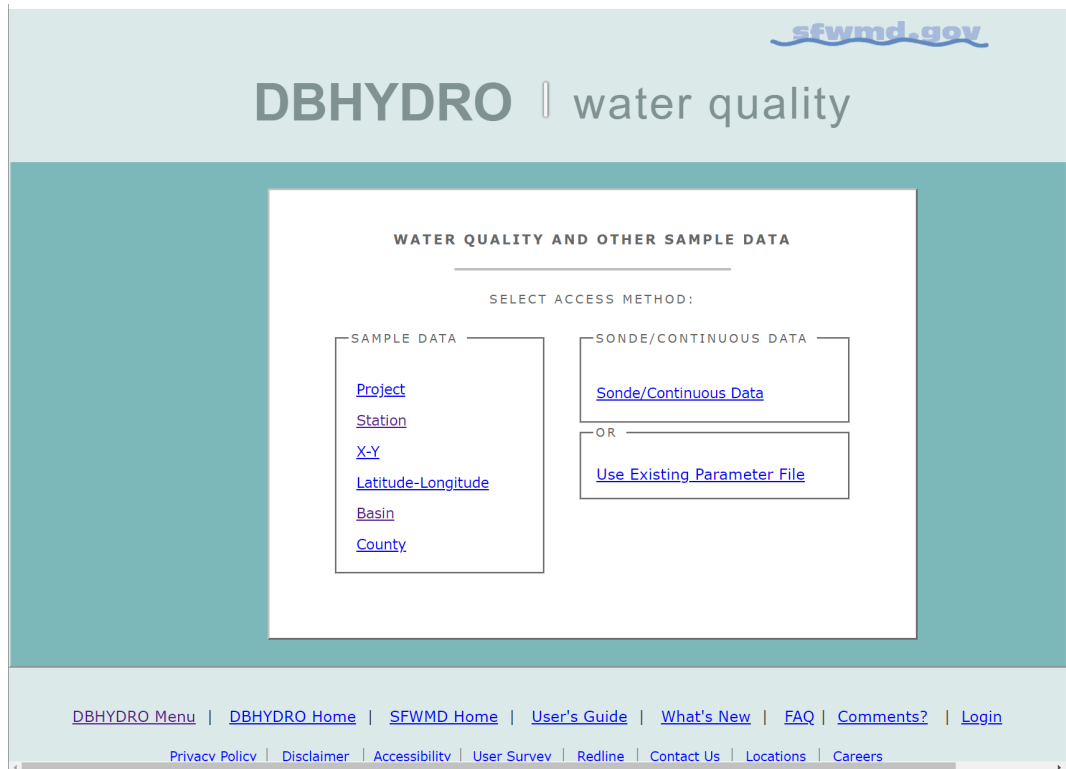 sfwmd.gov
DBHYDRO | water quality
WATER QUALITY AND OTHER SAMPLE DATA
SELECT ACCESS METHOD:
SAMPLE DATA
Project
Station
X-Y
Latitude-Longitude
Basin
County
SONDE/CONTINUOUS DATA
Sonde/Continuous Data
OR
Use Existing Parameter File
DBHYDRO Menu | DBHYDRO Home | SFWMD Home | User's Guide | What's New | FAQ | Comments? | Login
Privacy Policy | Disclaimer | Accessibility | User Survey | Redline | Contact Us | Locations | Careers